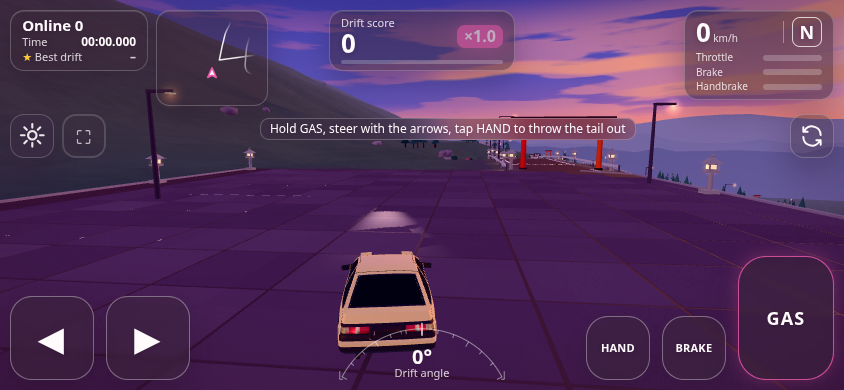 Online 0
Time 00:00.000
★ Best drift –
Drift score
0 ×1.0
0 km/h N
Throttle
Brake
Handbrake
Hold GAS, steer with the arrows, tap HAND to throw the tail out
◀ ▶
HAND BRAKE GAS
0°
Drift angle